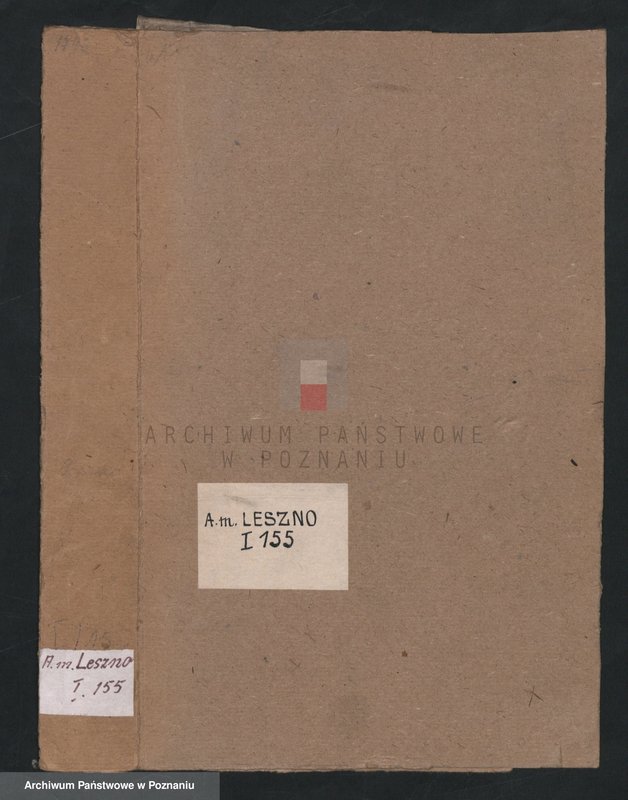 ARCHIWUM PAŃSTWOWE
W POZNANIU
A.m. LESZNO
I 155
A.m. Leszno
I. 155
Archiwum Państwowe w Poznaniu